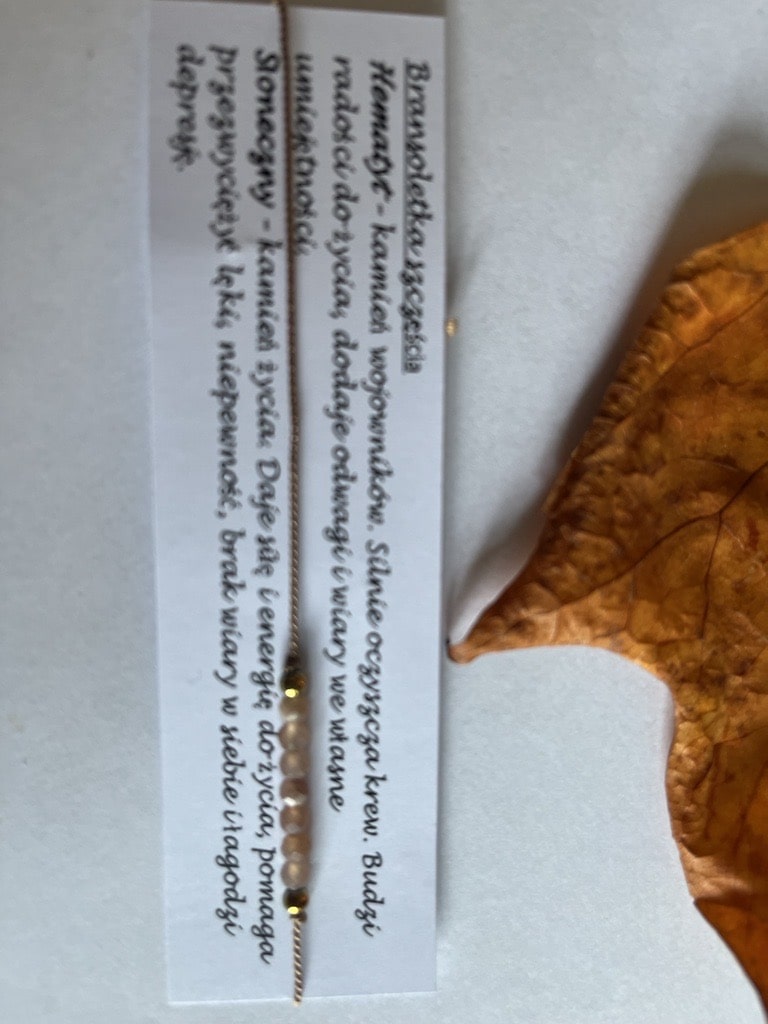 Bransoletka szczęścia
Hematyt - kamień wojowników. Silnie oczyszcza krew. Budzi
radości do życia, dodaje odwagi i wiary we własne
umiejętności.
Słoneczny - kamień życia. Daje siłę i energię do życia, pomaga
przezwyciężyć lęki, niepewność, brak wiary w siebie i łagodzi
depresję.